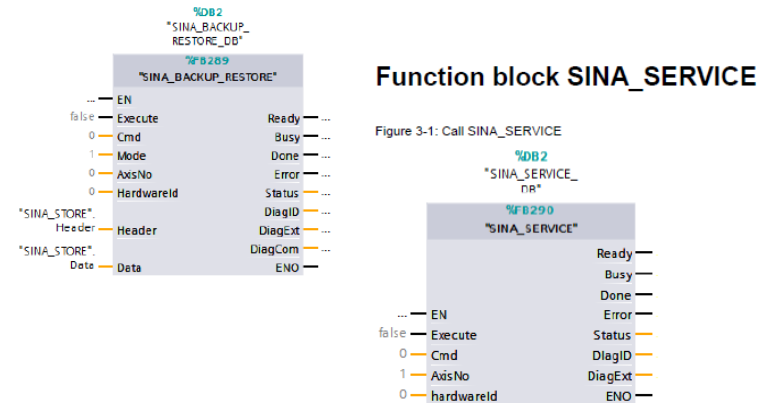 %DB2
"SINA_BACKUP_
RESTORE_DB"
%FB289
"SINA_BACKUP_RESTORE"
... EN
false Execute Ready ...
0 Cmd Busy ...
1 Mode Done ...
0 AxisNo Error ...
0 HardwareId Status ...
"SINA_STORE".
Header Header
DiagID ...
DiagExt ...
"SINA_STORE".
Data Data
DiagCom ...
ENO
Function block SINA_SERVICE
Figure 3-1: Call SINA_SERVICE
%DB2
"SINA_SERVICE_
DB"
%FB290
"SINA_SERVICE"
Ready
Busy
Done
... EN Error
false Execute Status
0 Cmd DiagID
1 AxisNo DiagExt
0 hardwareId ENO